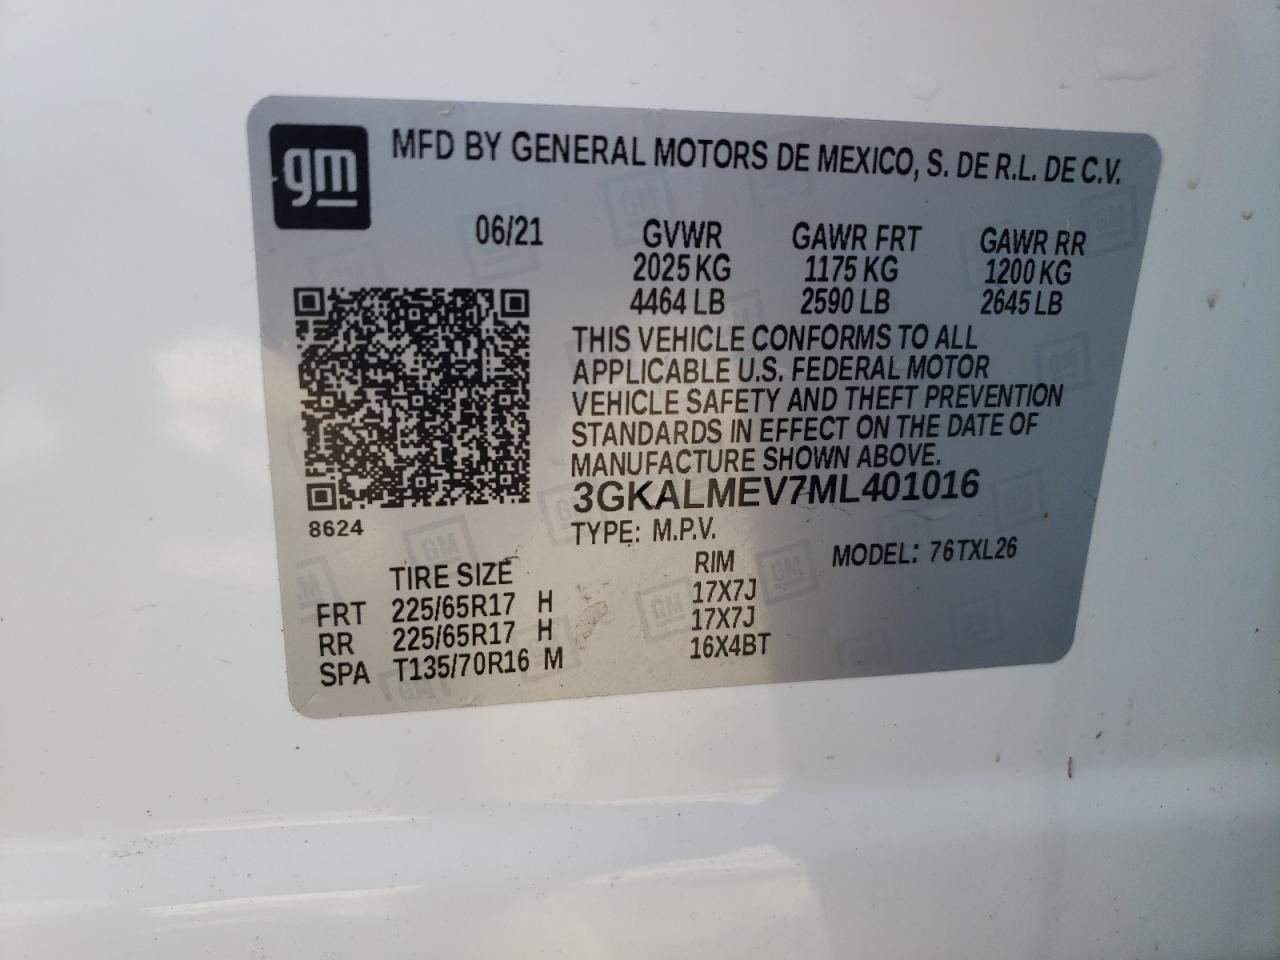 gm
MFD BY GENERAL MOTORS DE MEXICO, S. DE R.L. DE C.V.
06/21 GVWR GAWR FRT GAWR RR
2025 KG 1175 KG 1200 KG
4464 LB 2590 LB 2645 LB
THIS VEHICLE CONFORMS TO ALL
APPLICABLE U.S. FEDERAL MOTOR
VEHICLE SAFETY AND THEFT PREVENTION
STANDARDS IN EFFECT ON THE DATE OF
MANUFACTURE SHOWN ABOVE.
3GKALMEV7ML401016
8624
TYPE: M.P.V. MODEL: 76TXL26
TIRE SIZE RIM
FRT 225/65R17 H 17X7J
RR 225/65R17 H 17X7J
SPA T135/70R16 M 16X4BT